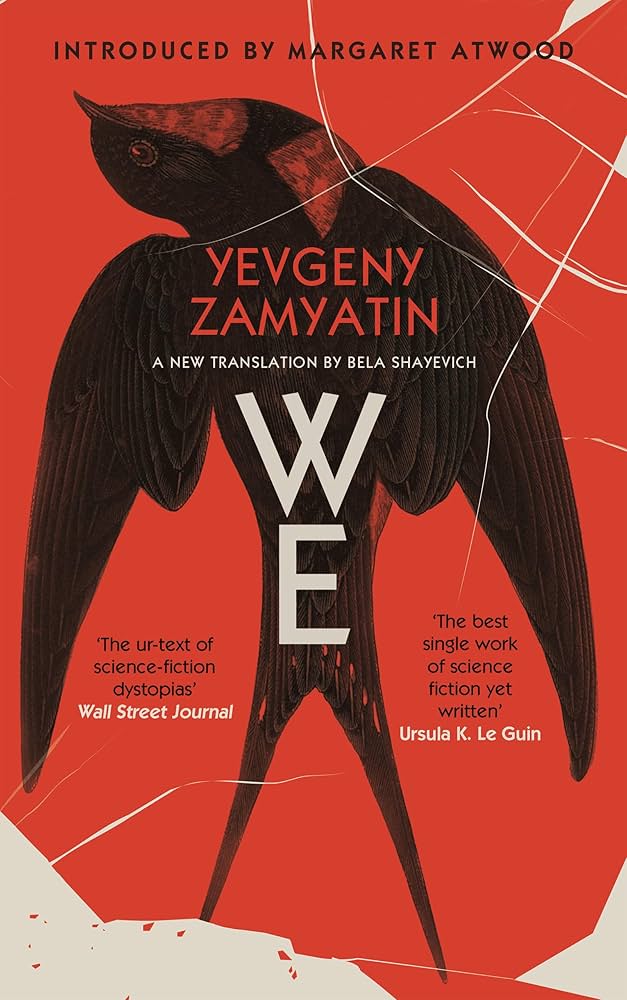 INTRODUCED BY MARGARET ATWOOD
YEVGENY
ZAMYATIN
A NEW TRANSLATION BY BELA SHAYEVICH
W
E
‘The ur-text of
science-fiction
dystopias’
Wall Street Journal
‘The best
single work
of science
fiction yet
written’
Ursula K. Le Guin